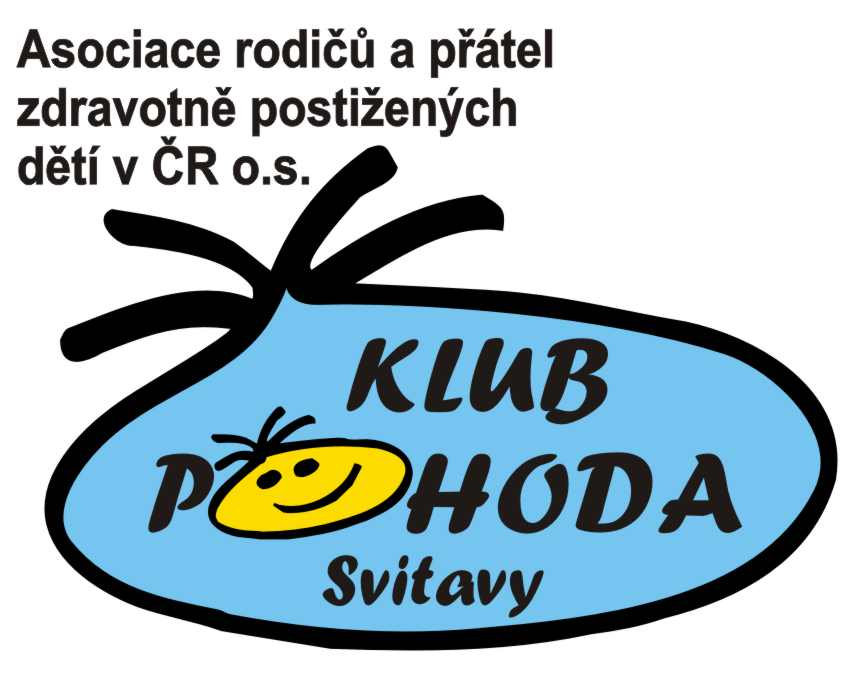 Asociace rodičů a přátel
zdravotně postižených
dětí v ČR o.s.
KLUB
POHODA
Svitavy